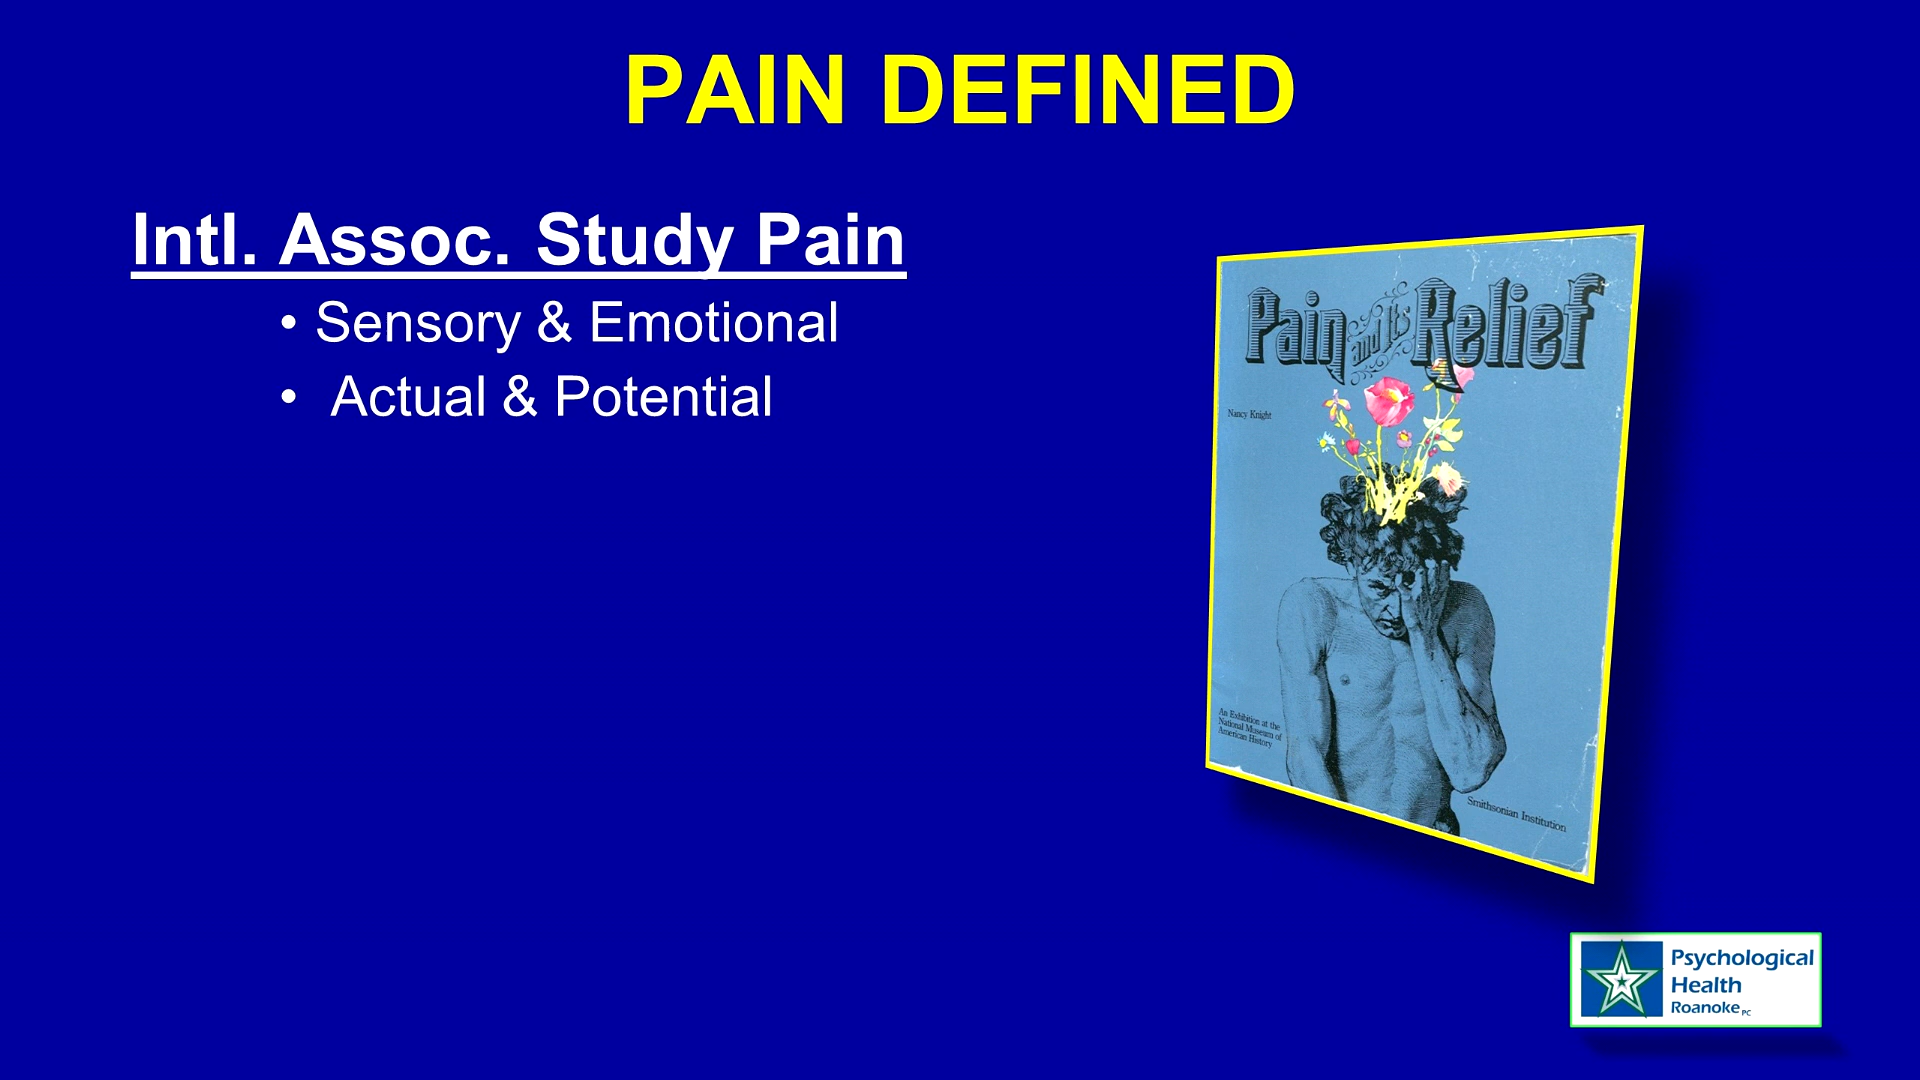 PAIN DEFINED
Intl. Assoc. Study Pain
• Sensory & Emotional
• Actual & Potential
Pain and Its Relief
Nancy Knight
An Exhibition at the
National Museum of
American History
Smithsonian Institution
Psychological
Health
Roanoke PC